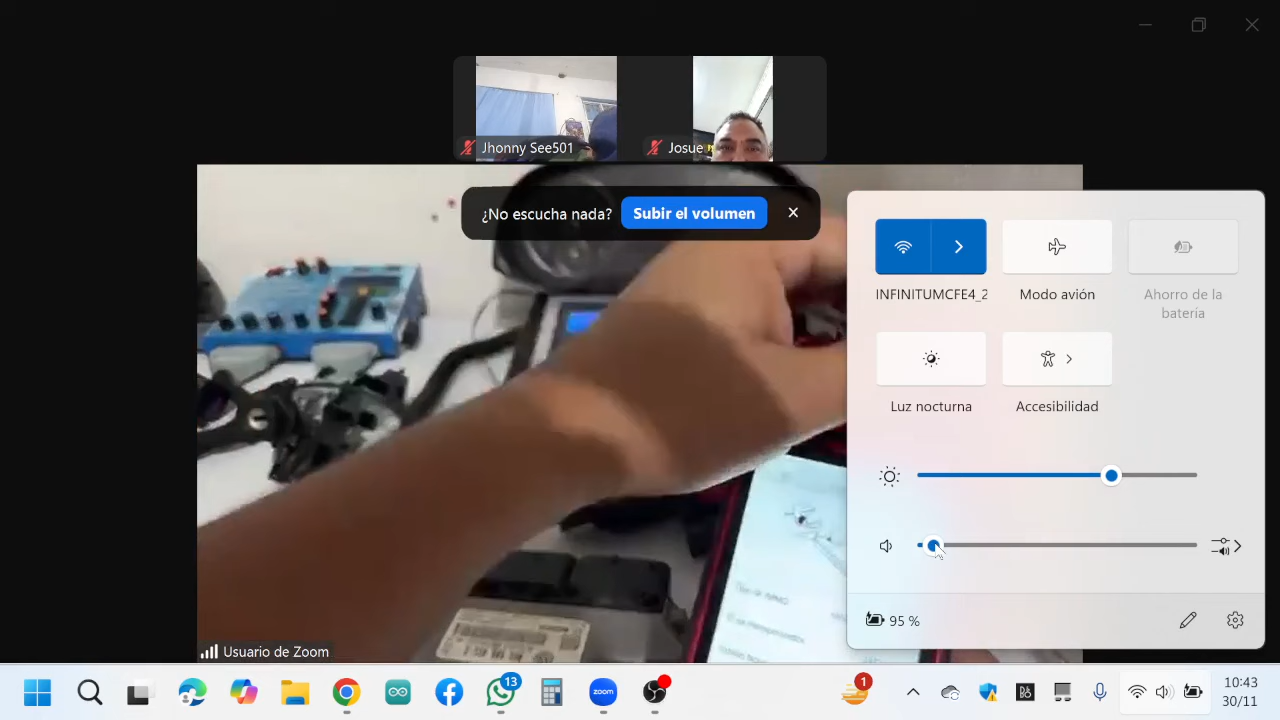 Jhonny See501
Josue
¿No escucha nada?
Subir el volumen
INFINITUMCFE4_2
Modo avión
Ahorro de la
batería
Luz nocturna
Accesibilidad
95 %
Usuario de Zoom
13
zoom
1
10:43
30/11